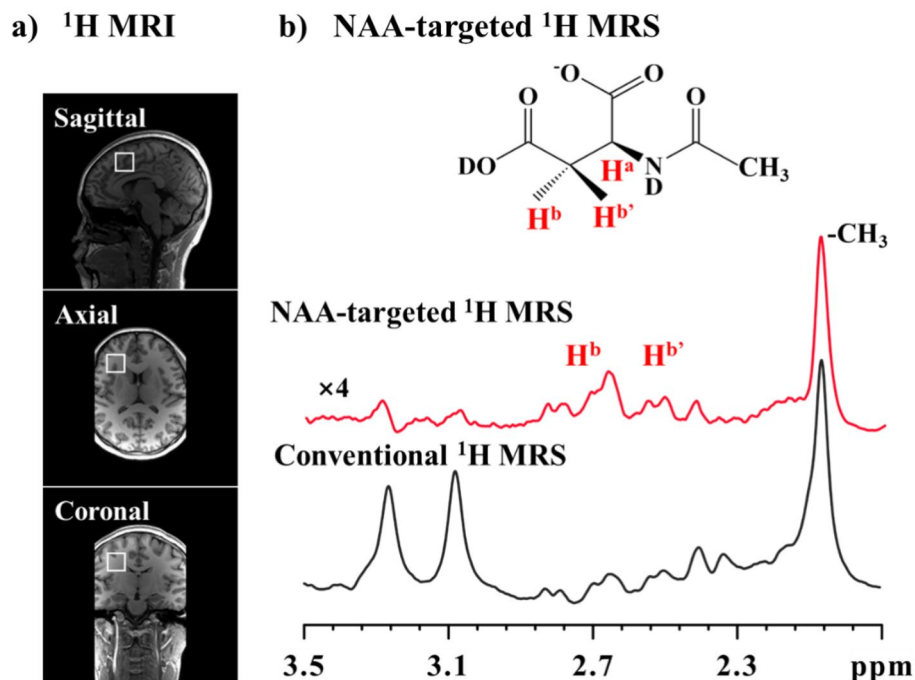 a) ¹H MRI
b) NAA-targeted ¹H MRS
Sagittal
Axial
Coronal
⁻O
O
O
O
DO
Hᵃ
N
D
CH₃
Hᵇ
Hᵇ’
-CH₃
NAA-targeted ¹H MRS
Hᵇ
Hᵇ’
×4
Conventional ¹H MRS
3.5 3.1 2.7 2.3 ppm